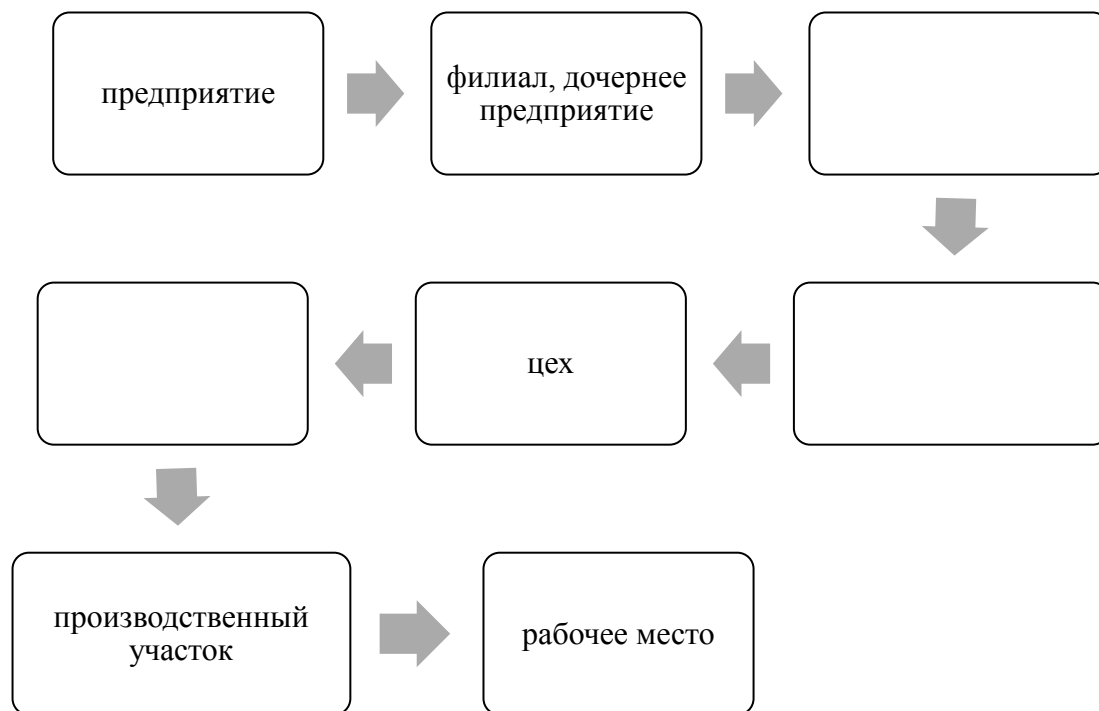 предприятие
филиал, дочернее
предприятие
цех
производственный
участок
рабочее место